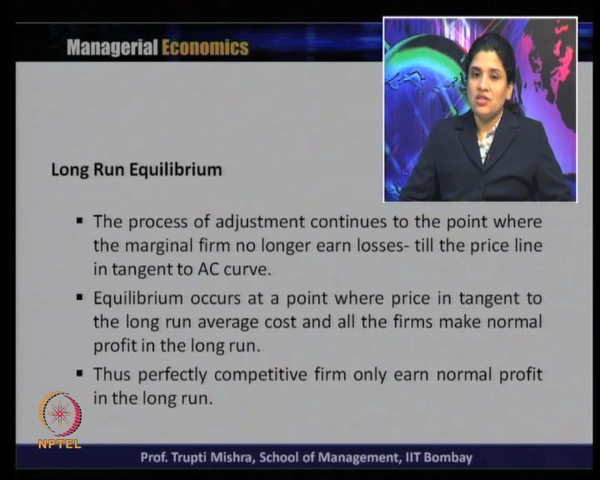 Managerial Economics
Long Run Equilibrium
▪ The process of adjustment continues to the point where
the marginal firm no longer earn losses- till the price line
in tangent to AC curve.
▪ Equilibrium occurs at a point where price in tangent to
the long run average cost and all the firms make normal
profit in the long run.
▪ Thus perfectly competitive firm only earn normal profit
in the long run.
NPTEL
Prof. Trupti Mishra, School of Management, IIT Bombay